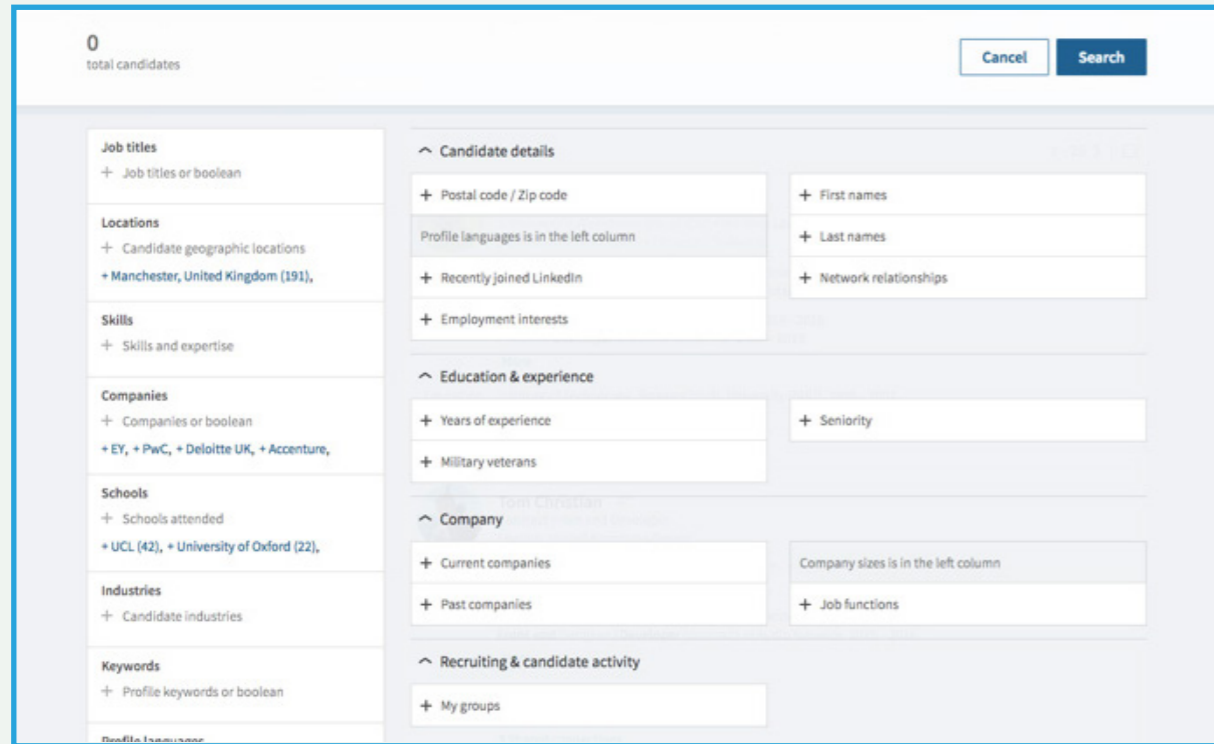 0
total candidates
Cancel
Search
Job titles
+ Job titles or boolean
Locations
+ Candidate geographic locations
+ Manchester, United Kingdom (191),
Skills
+ Skills and expertise
Companies
+ Companies or boolean
+ EY, + PwC, + Deloitte UK, + Accenture,
Schools
+ Schools attended
+ UCL (42), + University of Oxford (22),
Industries
+ Candidate industries
Keywords
+ Profile keywords or boolean
Profile languages
Candidate details
+ Postal code / Zip code
+ First names
Profile languages is in the left column
+ Last names
+ Recently joined LinkedIn
+ Network relationships
+ Employment interests
Education & experience
+ Years of experience
+ Seniority
+ Military veterans
Tom Christian
Company
+ Current companies
Company sizes is in the left column
+ Past companies
+ Job functions
Recruiting & candidate activity
+ My groups